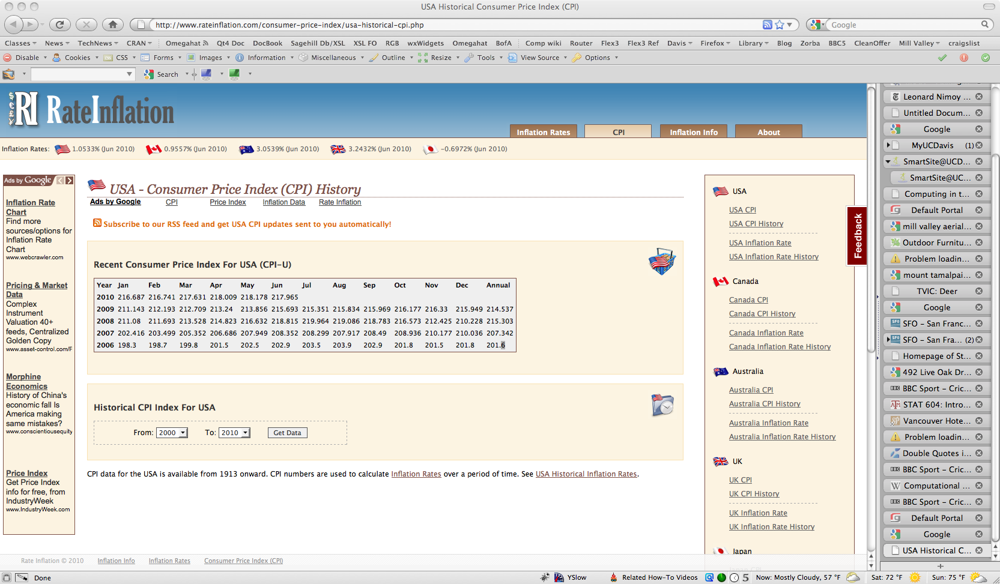 USA Historical Consumer Price Index (CPI)
http://www.rateinflation.com/consumer-price-index/usa-historical-cpi.php
Google
Classes News TechNews CRAN Omegahat Qt4 Doc DocBook Sagehill Db/XSL XSL FO RGB wxWidgets Omegahat BofA Comp wiki Router Flex3 Flex3 Ref Davis Firefox Library Blog Zorba BBC5 CleanOffer Mill Valley craigslist
Disable Cookies CSS Forms Images Information Miscellaneous Outline Resize Tools View Source Options
Search
RI RateInflation
Inflation Rates CPI Inflation Info About
Inflation Rates: 1.0533% (Jun 2010) 0.9557% (Jun 2010) 3.0539% (Jun 2010) 3.2432% (Jun 2010) -0.6972% (Jun 2010)
Ads by Google
Inflation Rate
Chart
Find more
sources/options for
Inflation Rate
Chart
www.webcrawler.com
Pricing & Market
Data
Complex
Instrument
Valuation 40+
feeds, Centralized
Golden Copy
www.asset-control.com/F
Morphine
Economics
History of China's
economic fall Is
America making
same mistakes?
www.conscientiousequity
Price Index
Get Price Index
info for free, from
IndustryWeek
www.IndustryWeek.com
USA - Consumer Price Index (CPI) History
Ads by Google CPI Price Index Inflation Data Rate Inflation
Subscribe to our RSS feed and get USA CPI updates sent to you automatically!
Recent Consumer Price Index For USA (CPI-U)
Year Jan Feb Mar Apr May Jun Jul Aug Sep Oct Nov Dec Annual
2010 216.687 216.741 217.631 218.009 218.178 217.965
2009 211.143 212.193 212.709 213.24 213.856 215.693 215.351 215.834 215.969 216.177 216.33 215.949 214.537
2008 211.08 211.693 213.528 214.823 216.632 218.815 219.964 219.086 218.783 216.573 212.425 210.228 215.303
2007 202.416 203.499 205.352 206.686 207.949 208.352 208.299 207.917 208.49 208.936 210.177 210.036 207.342
2006 198.3 198.7 199.8 201.5 202.5 202.9 203.5 203.9 202.9 201.8 201.5 201.8 201.6
Historical CPI Index For USA
From: 2000 To: 2010 Get Data
CPI data for the USA is available from 1913 onward. CPI numbers are used to calculate Inflation Rates over a period of time. See USA Historical Inflation Rates.
USA
USA CPI
USA CPI History
USA Inflation Rate
USA Inflation Rate History
Canada
Canada CPI
Canada CPI History
Canada Inflation Rate
Canada Inflation Rate History
Australia
Australia CPI
Australia CPI History
Australia Inflation Rate
Australia Inflation Rate History
UK
UK CPI
UK CPI History
UK Inflation Rate
UK Inflation Rate History
Japan
Japan CPI
Feedback
Leonard Nimoy ...
Untitled Docum...
Google
MyUCDavis (1)
SmartSite@UCD...
SmartSite@UC...
Computing in t...
Default Portal
mill valley aerial...
Outdoor Furnitu...
Problem loadin...
mount tamalpai...
TVIC: Deer
Google
SFO - San Franc...
SFO - San Fra... (2)
Homepage of St...
492 Live Oak Dr...
BBC Sport - Cric...
STAT 604: Intro...
Vancouver Hote...
Problem loadin...
Double Quotes i...
BBC Sport - Cric...
Computational ...
BBC Sport - Cric...
Default Portal
Google
USA Historical C...
Rate Inflation © 2010 Inflation Info Inflation Rates Consumer Price Index (CPI)
Done YSlow Related How-To Videos 5 Now: Mostly Cloudy, 57 °F Sat: 72 °F Sun: 75 °F